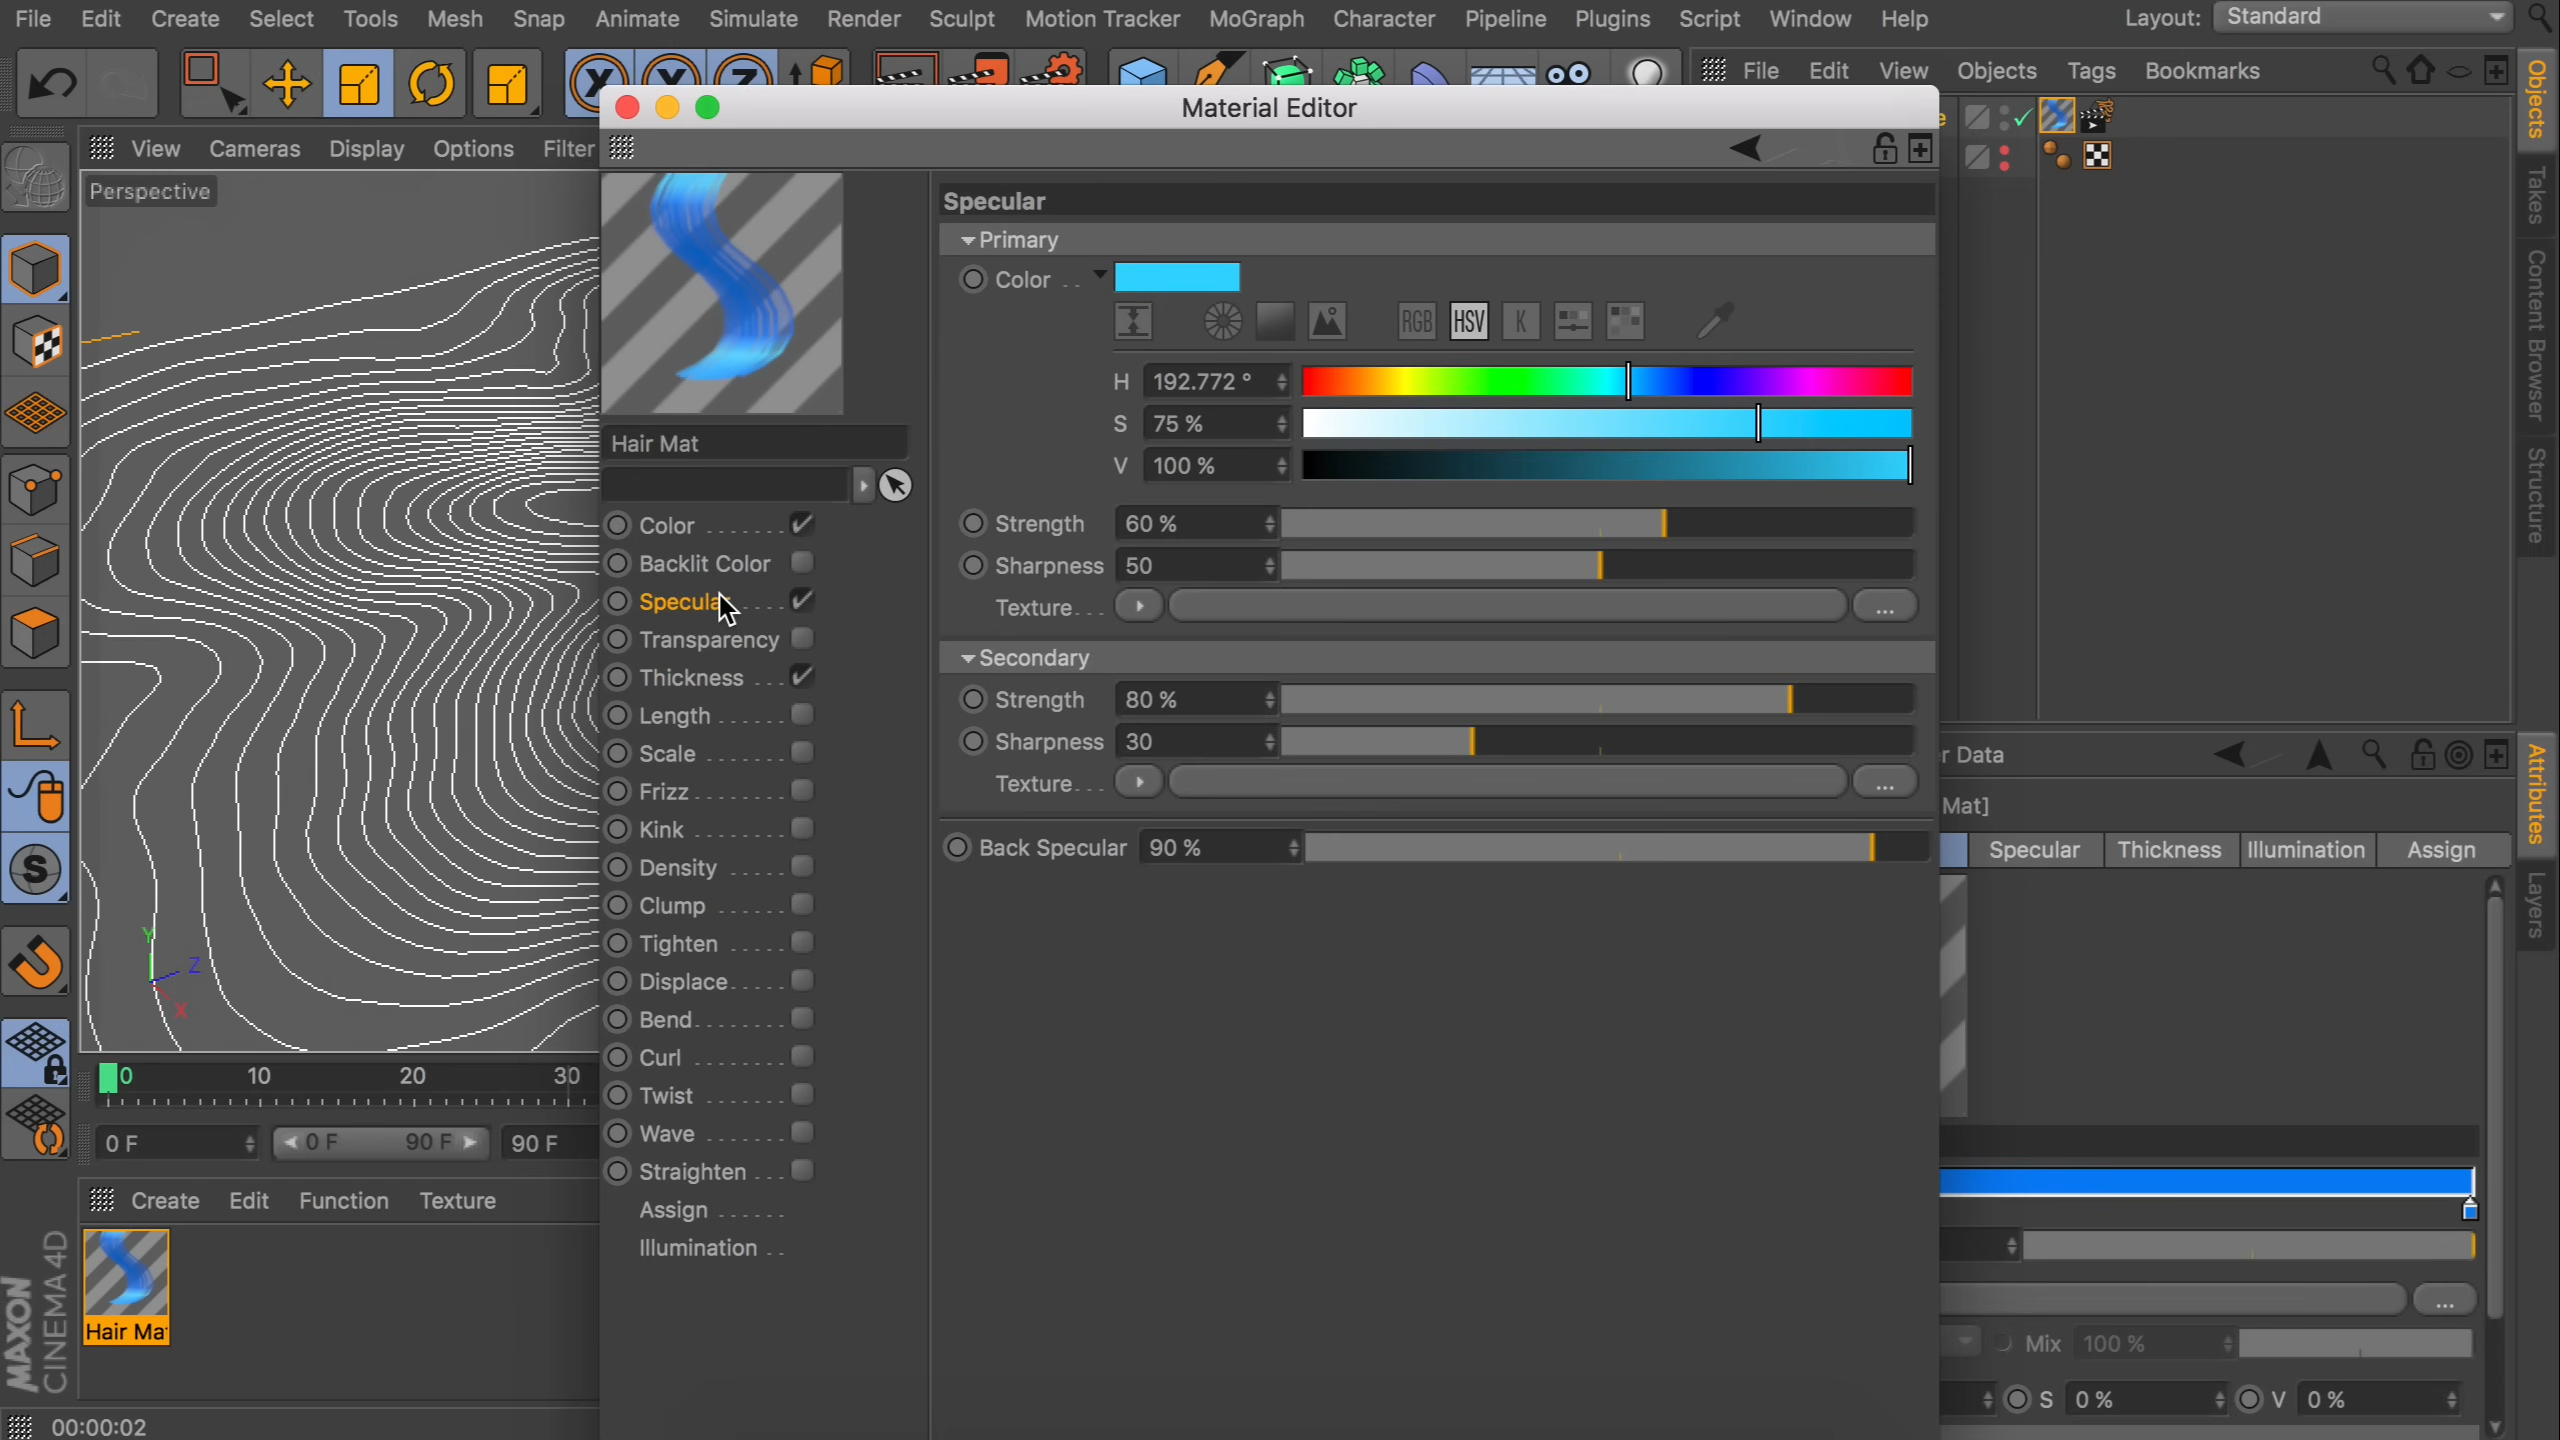 File Edit Create Select Tools Mesh Snap Animate Simulate Render Sculpt Motion Tracker MoGraph Character Pipeline Plugins Script Window Help Layout: Standard
X Y Z
File Edit View Objects Tags Bookmarks
Material Editor
View Cameras Display Options Filter
Perspective
Specular
Primary
Color
RGB HSV K
H 192.772 °
S 75 %
V 100 %
Hair Mat
Strength 60 %
Sharpness 50
Texture
...
Secondary
Strength 80 %
Sharpness 30
Texture
...
Back Specular 90 %
Color
Backlit Color
Specular
Transparency
Thickness
Length
Scale
Frizz
Kink
Density
Clump
Tighten
Displace
Bend
Curl
Twist
Wave
Straighten
Assign
Illumination
Objects
Takes
Content Browser
Structure
Attributes
Layers
r Data
Mat]
Specular Thickness Illumination Assign
...
Mix 100 %
S 0 % V 0 %
S
Y
Z
X
0 10 20 30
0 F 0 F 90 F 90 F
Create Edit Function Texture
Hair Ma
MAXON
CINEMA 4D
00:00:02